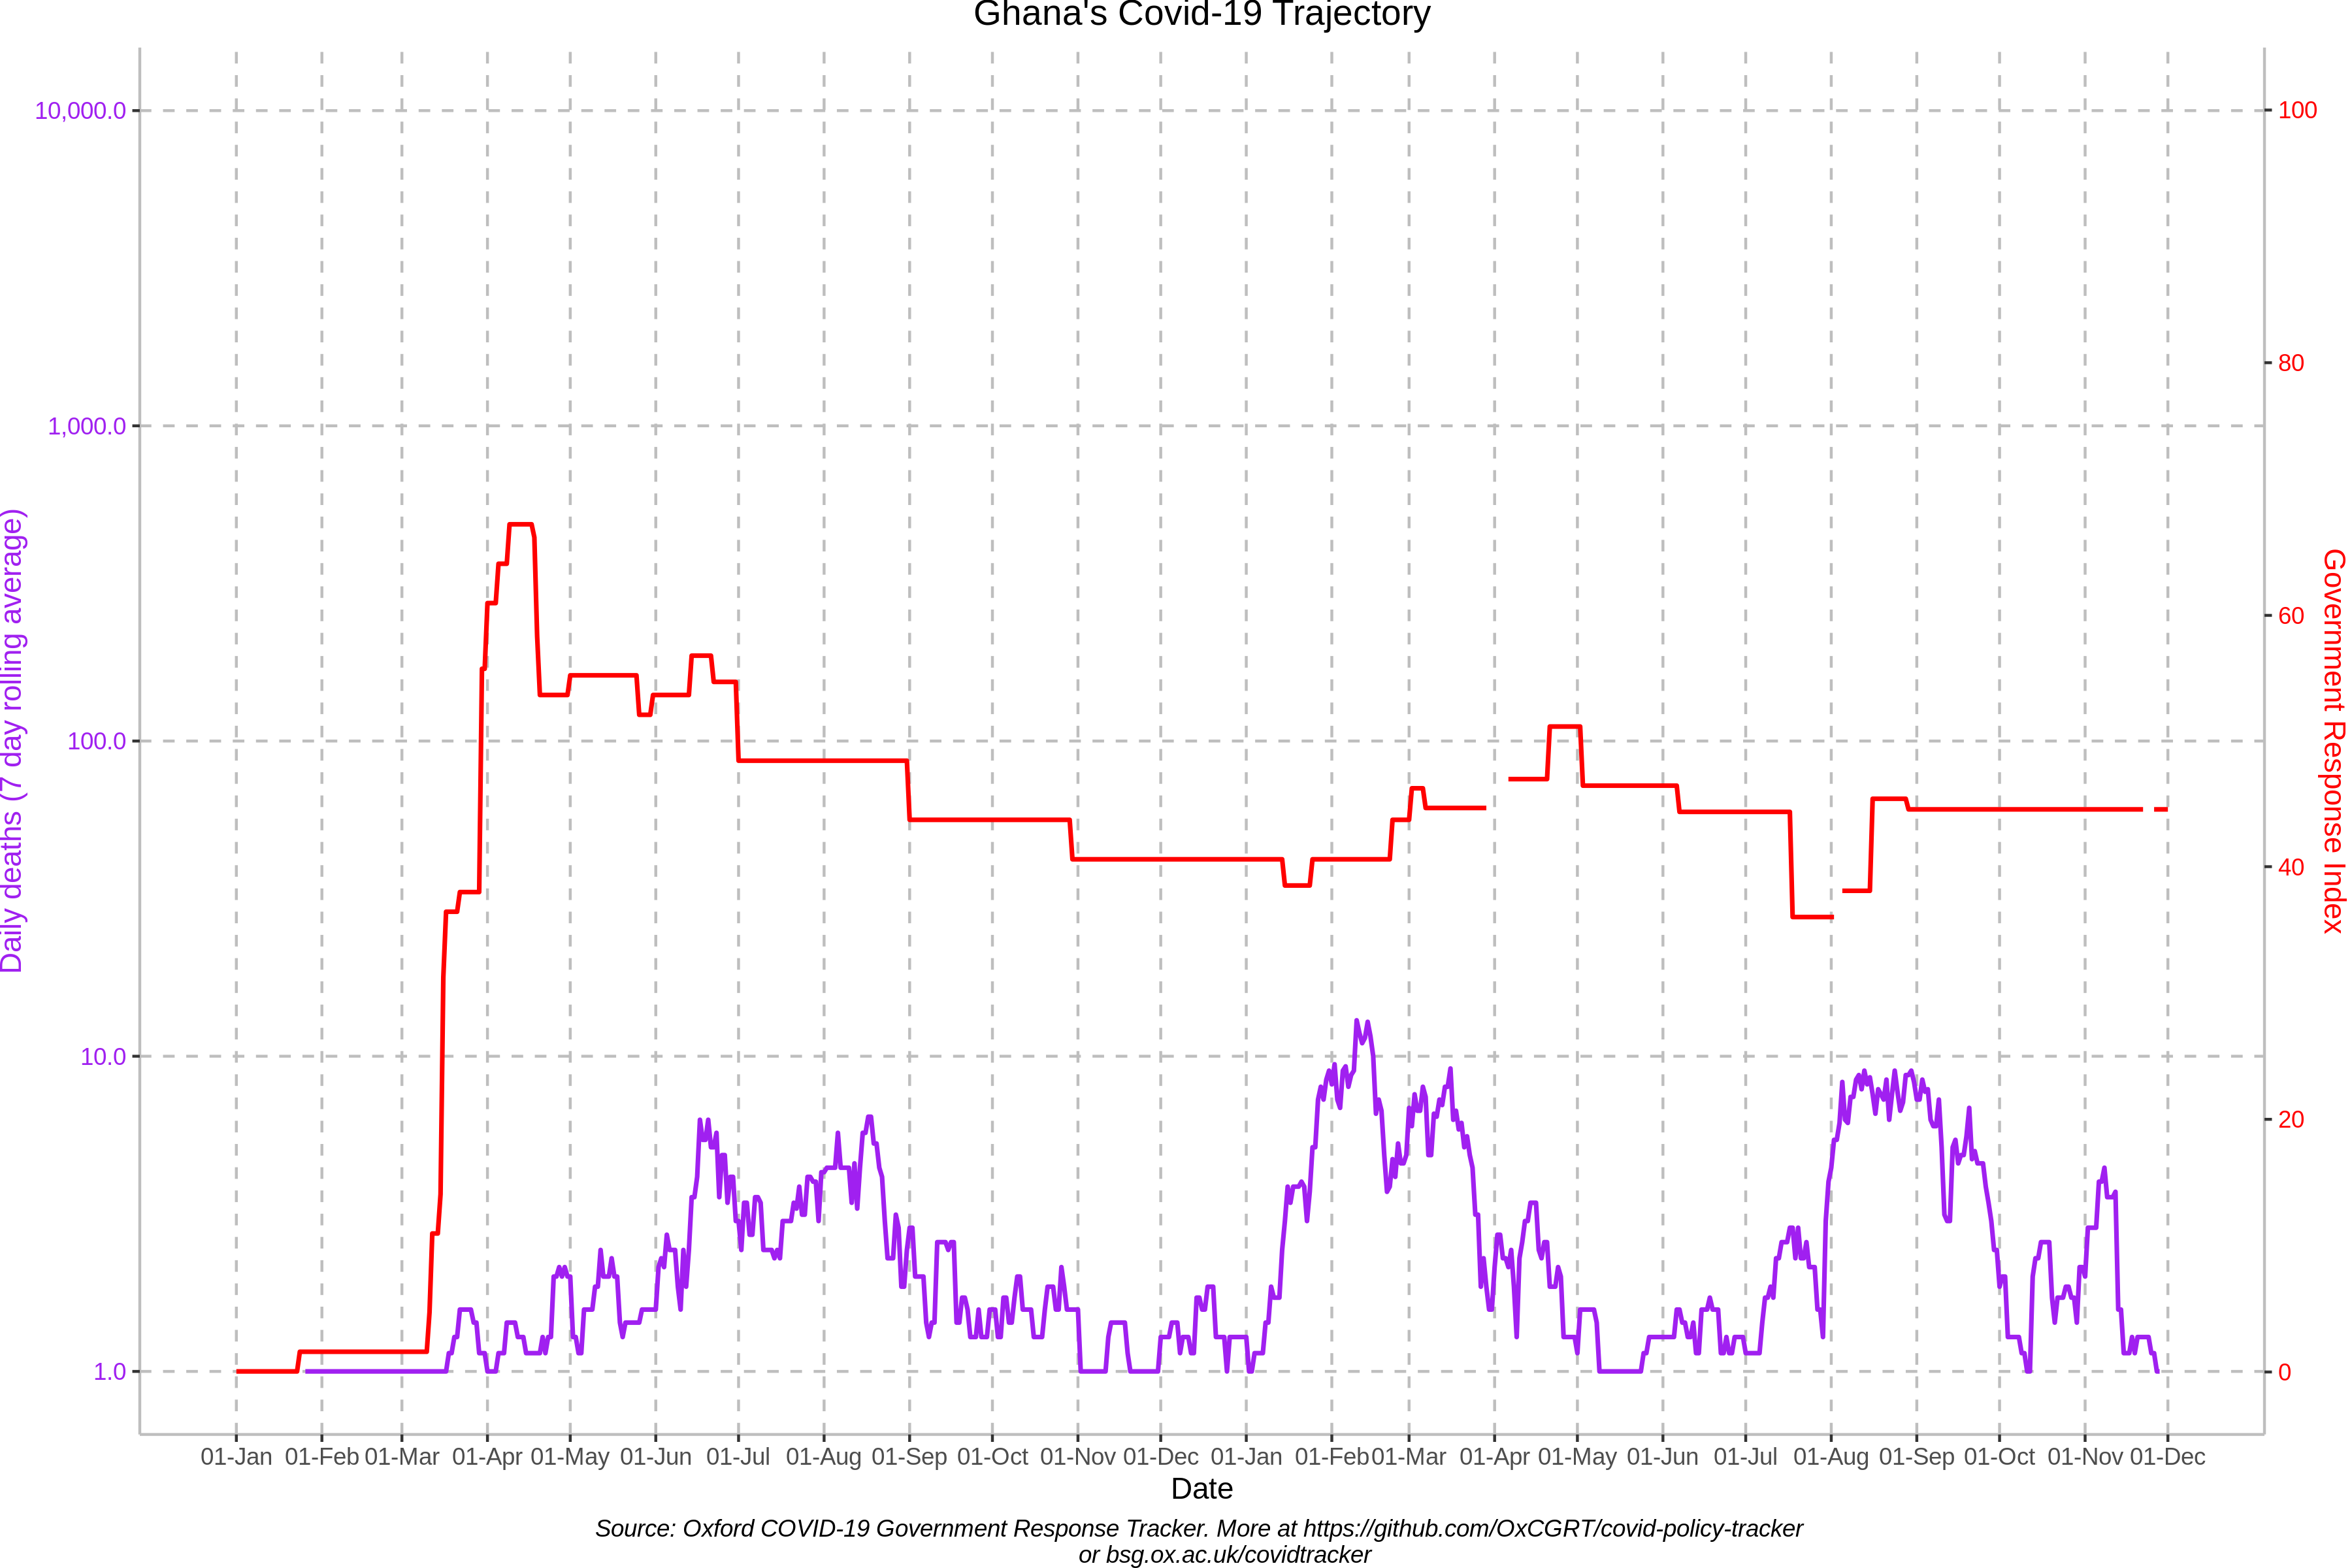 Ghana's Covid-19 Trajectory
10,000.0
1,000.0
100.0
10.0
1.0
Daily deaths (7 day rolling average)
100
80
60
40
20
0
Government Response Index
01-Jan 01-Feb 01-Mar 01-Apr 01-May 01-Jun 01-Jul 01-Aug 01-Sep 01-Oct 01-Nov 01-Dec 01-Jan 01-Feb 01-Mar 01-Apr 01-May 01-Jun 01-Jul 01-Aug 01-Sep 01-Oct 01-Nov 01-Dec
Date
Source: Oxford COVID-19 Government Response Tracker. More at https://github.com/OxCGRT/covid-policy-tracker
or bsg.ox.ac.uk/covidtracker